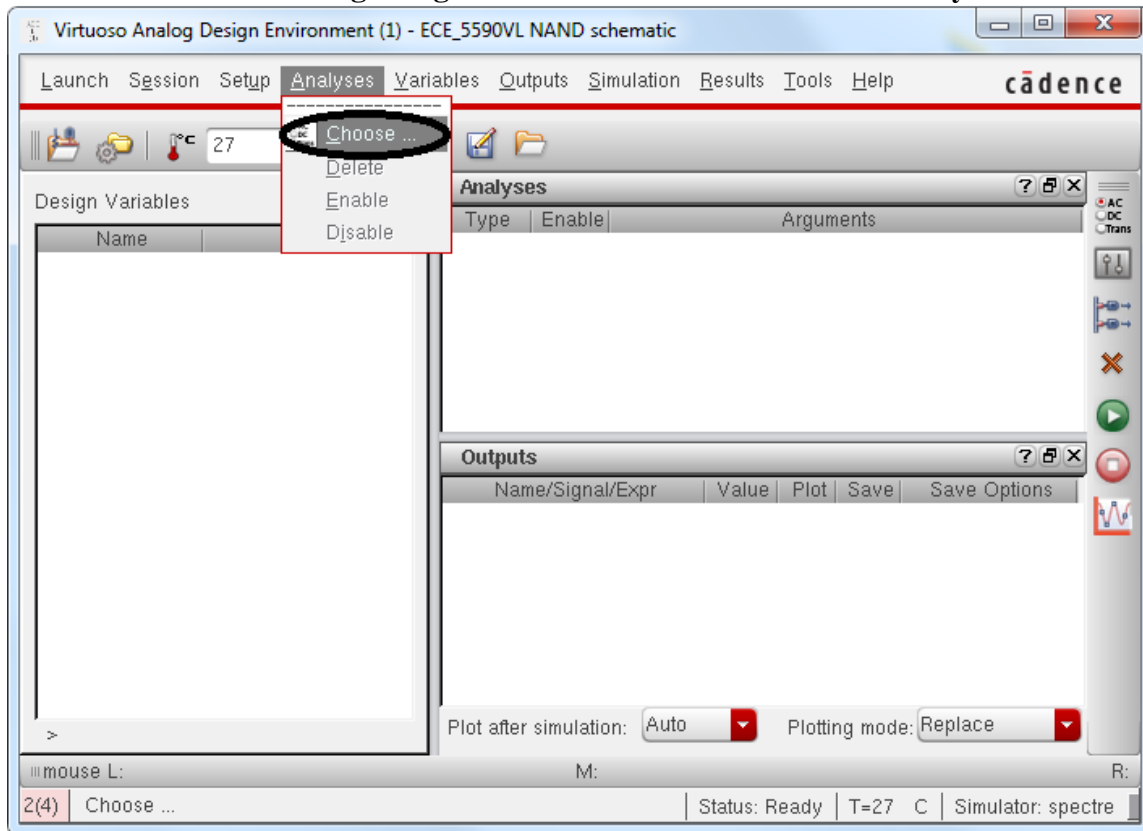 Virtuoso Analog Design Environment (1) - ECE_5590VL NAND schematic
Launch Session Setup Analyses Variables Outputs Simulation Results Tools Help cādence
27
Choose ...
Delete
Enable
Disable
Design Variables
Name
Analyses
Type Enable Arguments
AC
DC
Trans
Outputs
Name/Signal/Expr Value Plot Save Save Options
>
Plot after simulation: Auto Plotting mode: Replace
mouse L: M: R:
2(4) Choose ... Status: Ready T=27 C Simulator: spectre